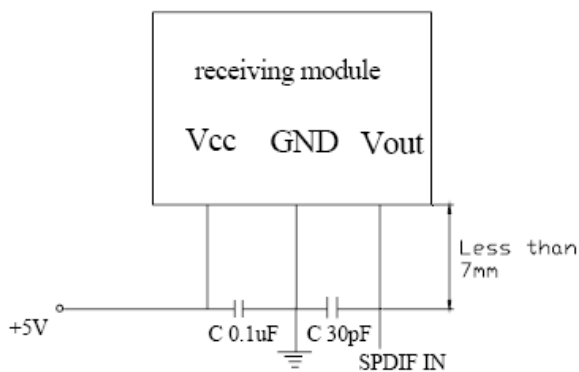 receiving module
Vcc GND Vout
Less than
7mm
+5V
C 0.1uF C 30pF
SPDIF IN